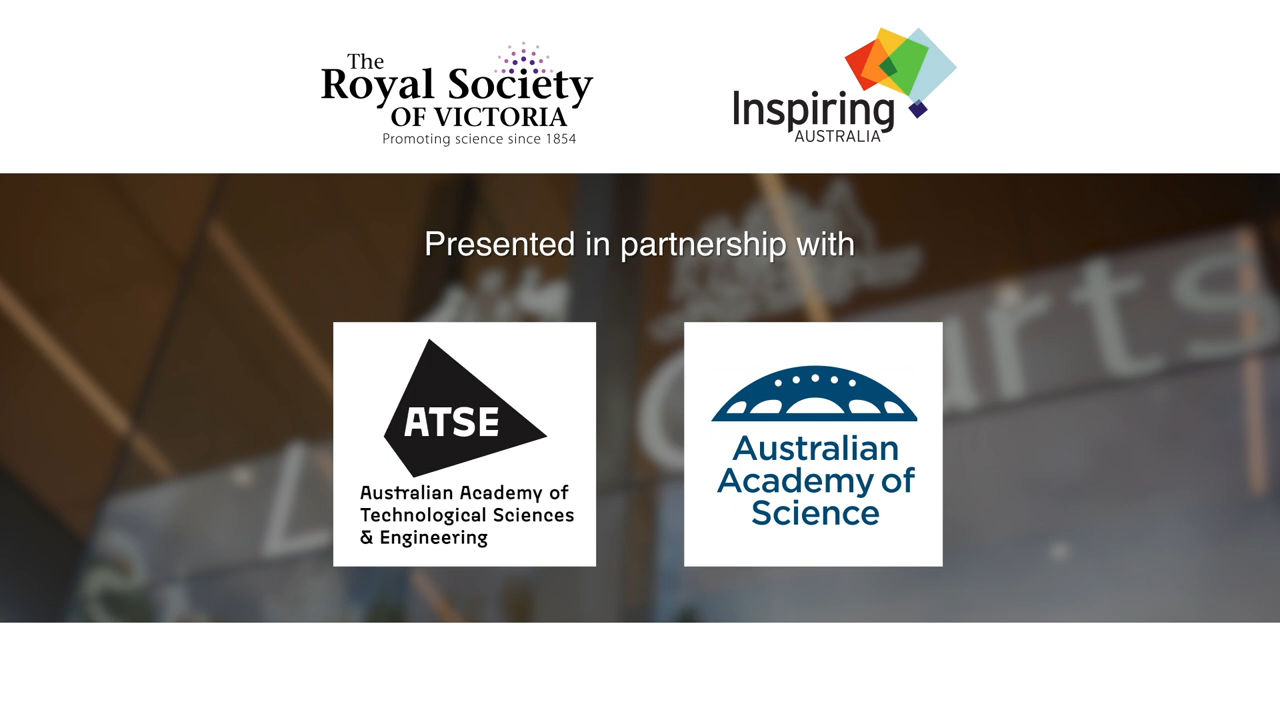 The
Royal Society
OF VICTORIA
Promoting science since 1854
Inspiring
AUSTRALIA
Presented in partnership with
ATSE
Australian Academy of
Technological Sciences
& Engineering
Australian
Academy of
Science